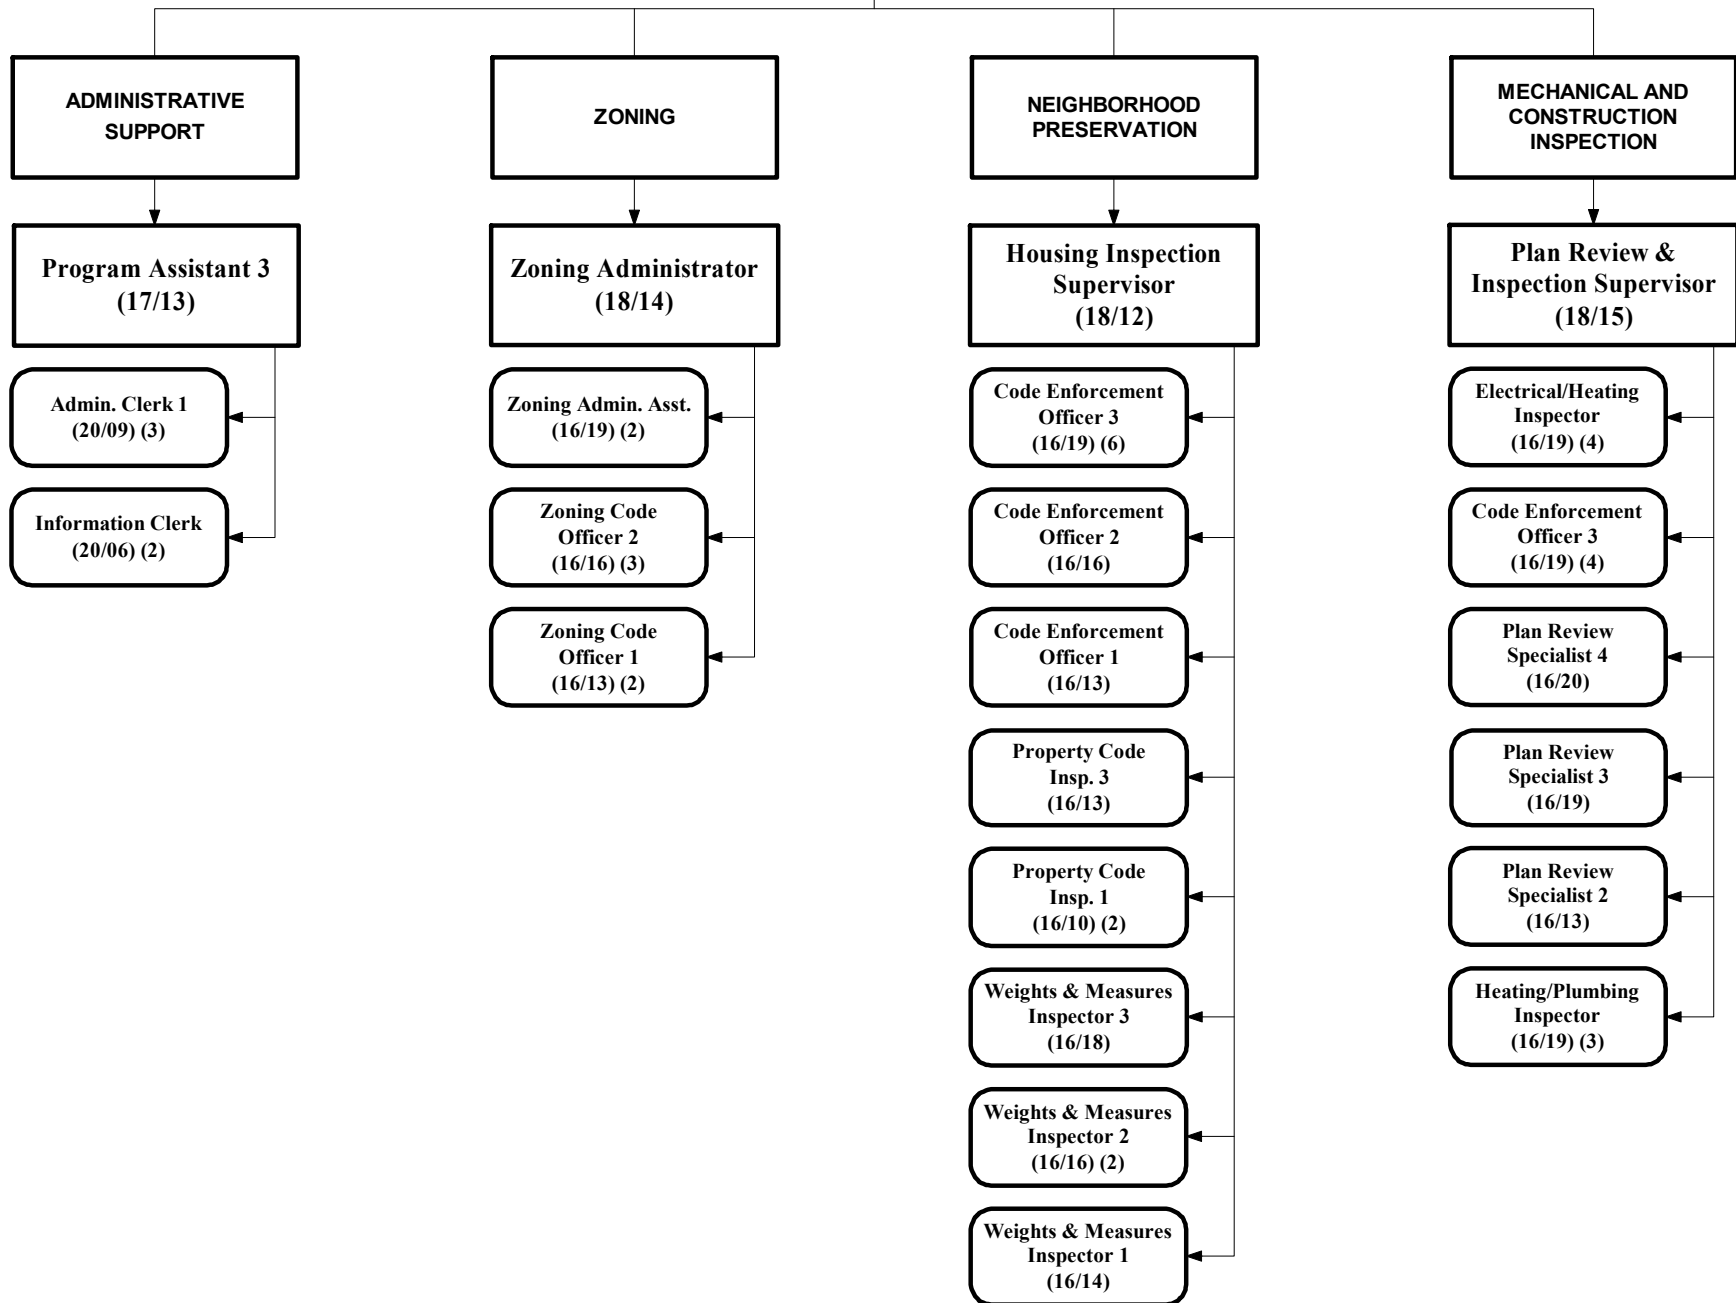 ADMINISTRATIVE
SUPPORT
Program Assistant 3
(17/13)
Admin. Clerk 1
(20/09) (3)
Information Clerk
(20/06) (2)
ZONING
Zoning Administrator
(18/14)
Zoning Admin. Asst.
(16/19) (2)
Zoning Code
Officer 2
(16/16) (3)
Zoning Code
Officer 1
(16/13) (2)
NEIGHBORHOOD
PRESERVATION
Housing Inspection
Supervisor
(18/12)
Code Enforcement
Officer 3
(16/19) (6)
Code Enforcement
Officer 2
(16/16)
Code Enforcement
Officer 1
(16/13)
Property Code
Insp. 3
(16/13)
Property Code
Insp. 1
(16/10) (2)
Weights & Measures
Inspector 3
(16/18)
Weights & Measures
Inspector 2
(16/16) (2)
Weights & Measures
Inspector 1
(16/14)
MECHANICAL AND
CONSTRUCTION
INSPECTION
Plan Review &
Inspection Supervisor
(18/15)
Electrical/Heating
Inspector
(16/19) (4)
Code Enforcement
Officer 3
(16/19) (4)
Plan Review
Specialist 4
(16/20)
Plan Review
Specialist 3
(16/19)
Plan Review
Specialist 2
(16/13)
Heating/Plumbing
Inspector
(16/19) (3)